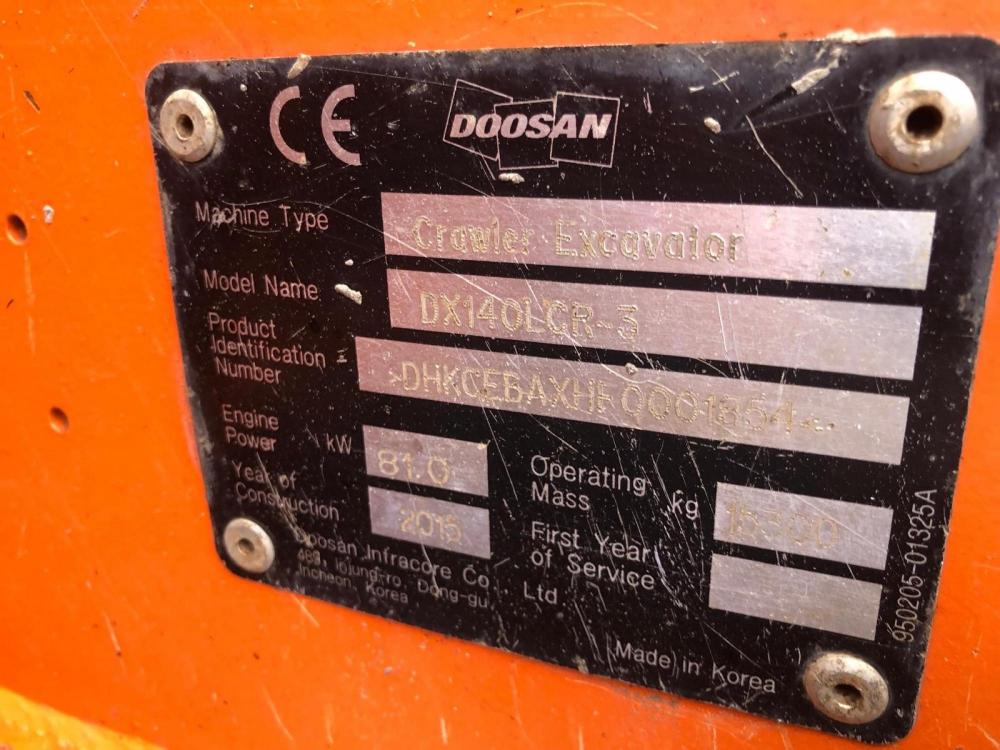 CE
DOOSAN
Machine Type Crawler Excavator
Model Name DX140LCR-3
Product
Identification
Number
DHKCEBAXHF0001854
Engine
Power kW 81.0
Operating
Mass kg
Year of
Construction 2015
First Year
of Service
Doosan Infracore Co Ltd
Dong-gu
Incheon, Korea
Made in Korea
950205-01325A